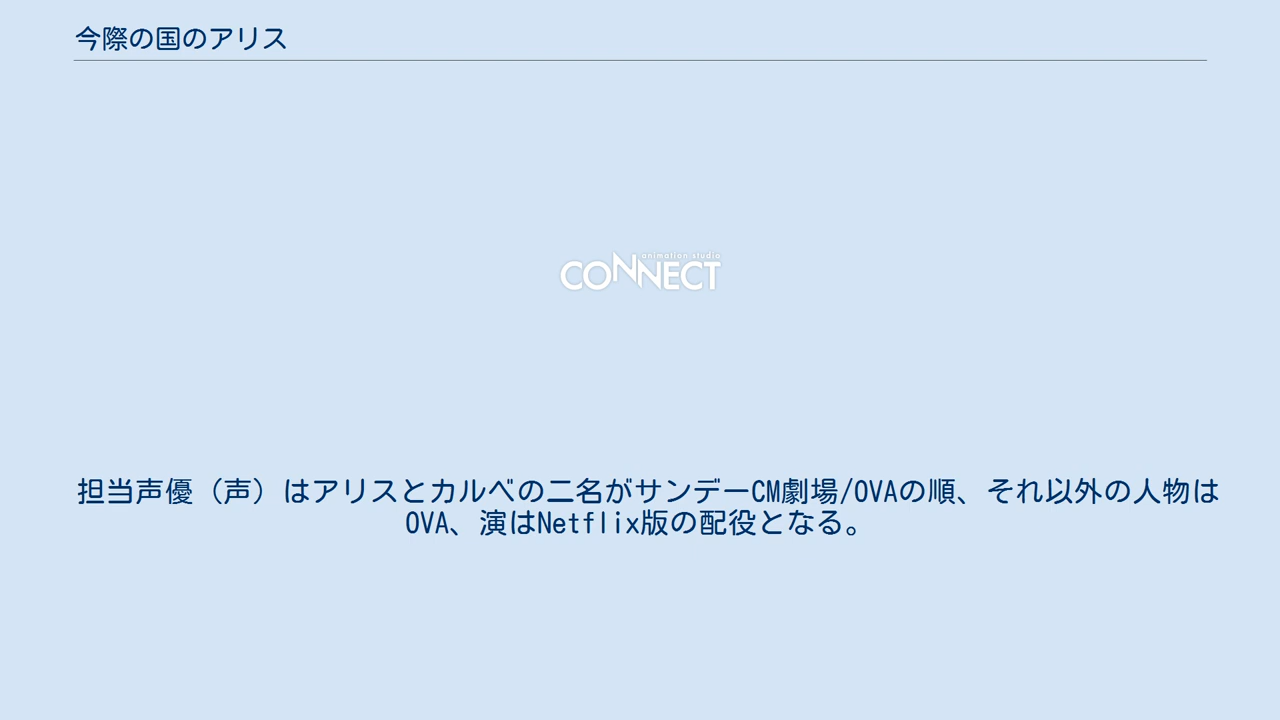 今際の国のアリス
animation studio
CONNECT
担当声優（声）はアリスとカルベの二名がサンデーCM劇場/OVAの順、それ以外の人物は
OVA、演はNetflix版の配役となる。